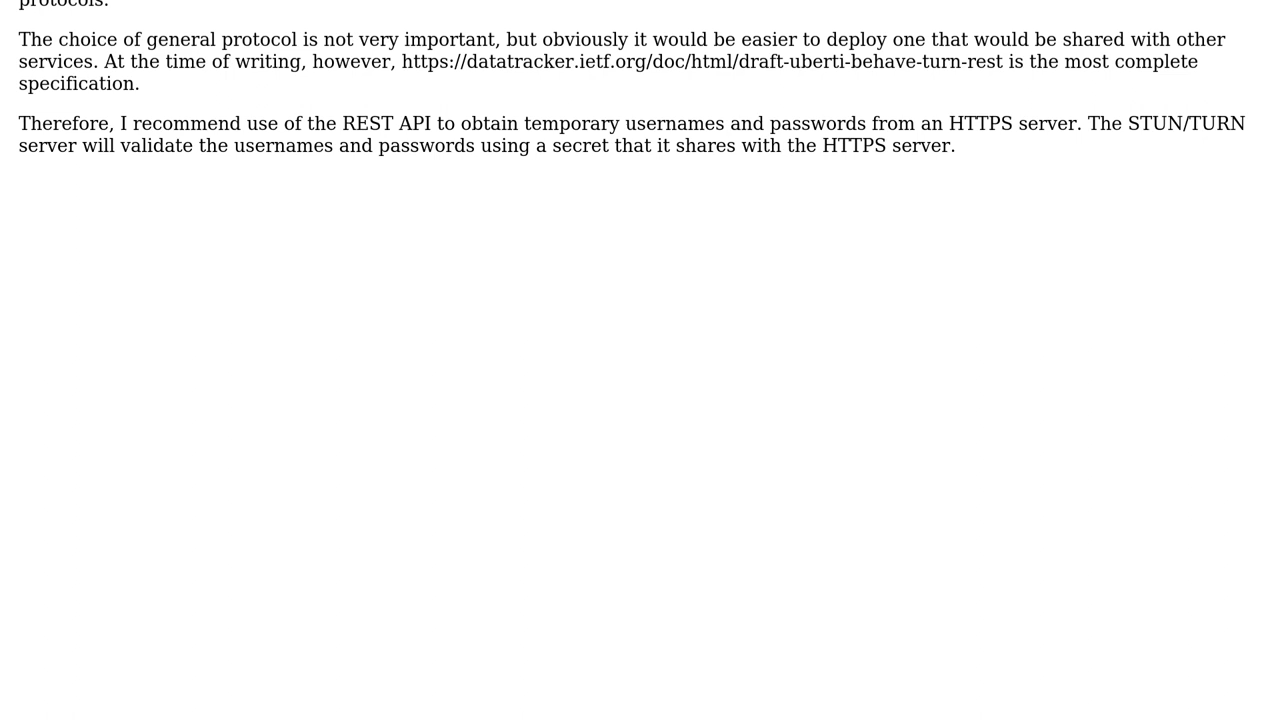 protocols.
The choice of general protocol is not very important, but obviously it would be easier to deploy one that would be shared with other
services. At the time of writing, however, https://datatracker.ietf.org/doc/html/draft-uberti-behave-turn-rest is the most complete
specification.
Therefore, I recommend use of the REST API to obtain temporary usernames and passwords from an HTTPS server. The STUN/TURN
server will validate the usernames and passwords using a secret that it shares with the HTTPS server.